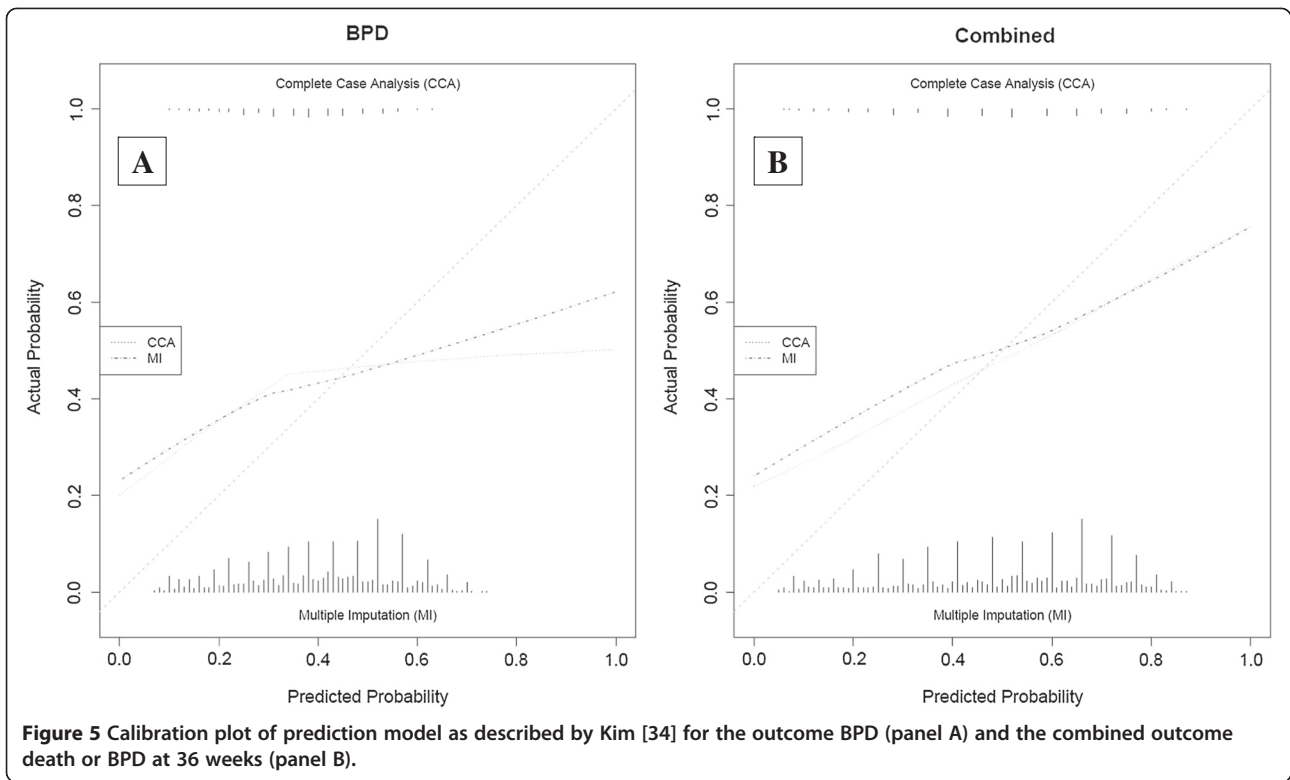 BPD
Complete Case Analysis (CCA)
A
1.0
0.8
0.6
0.4
0.2
0.0
Actual Probability
CCA
MI
Multiple Imputation (MI)
0.0 0.2 0.4 0.6 0.8 1.0
Predicted Probability
Combined
Complete Case Analysis (CCA)
B
1.0
0.8
0.6
0.4
0.2
0.0
Actual Probability
CCA
MI
Multiple Imputation (MI)
0.0 0.2 0.4 0.6 0.8 1.0
Predicted Probability
Figure 5 Calibration plot of prediction model as described by Kim [34] for the outcome BPD (panel A) and the combined outcome
death or BPD at 36 weeks (panel B).